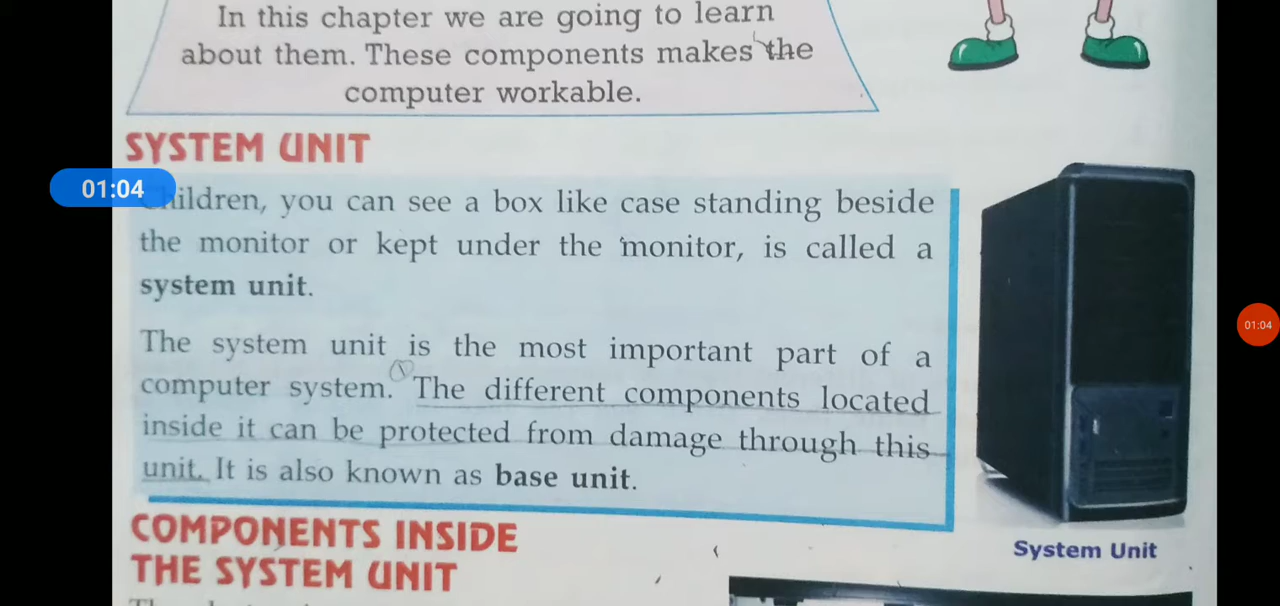 In this chapter we are going to learn
about them. These components makes the
computer workable.
SYSTEM UNIT
01:04
Children, you can see a box like case standing beside
the monitor or kept under the monitor, is called a
system unit.
The system unit is the most important part of a
computer system. The different components located
inside it can be protected from damage through this
unit. It is also known as base unit.
System Unit
01:04
COMPONENTS INSIDE
THE SYSTEM UNIT